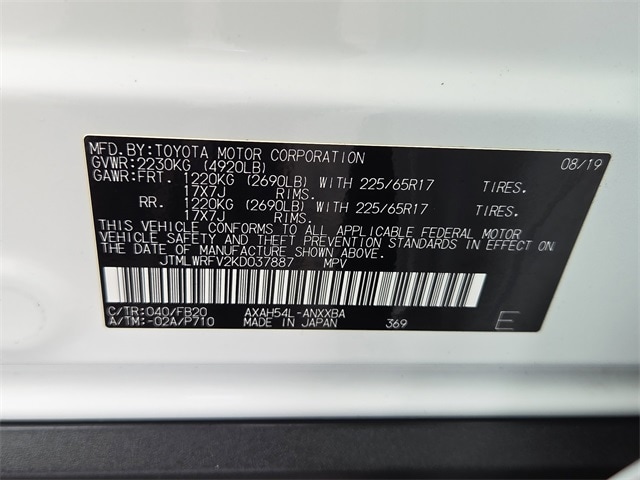 MFD.BY:TOYOTA MOTOR CORPORATION 08/19
GVWR:2230KG (4920LB)
GAWR:FRT. 1220KG (2690LB) WITH 225/65R17 TIRES.
17X7J RIMS.
RR. 1220KG (2690LB) WITH 225/65R17 TIRES.
17X7J RIMS.
THIS VEHICLE CONFORMS TO ALL APPLICABLE FEDERAL MOTOR
VEHICLE SAFETY AND THEFT PREVENTION STANDARDS IN EFFECT ON
THE DATE OF MANUFACTURE SHOWN ABOVE.
JTMLWRFV2KD037887 MPV
C/TR:040/FB20 AXAH54L-ANXXBA
A/TM:-02A/P710 MADE IN JAPAN 369 E